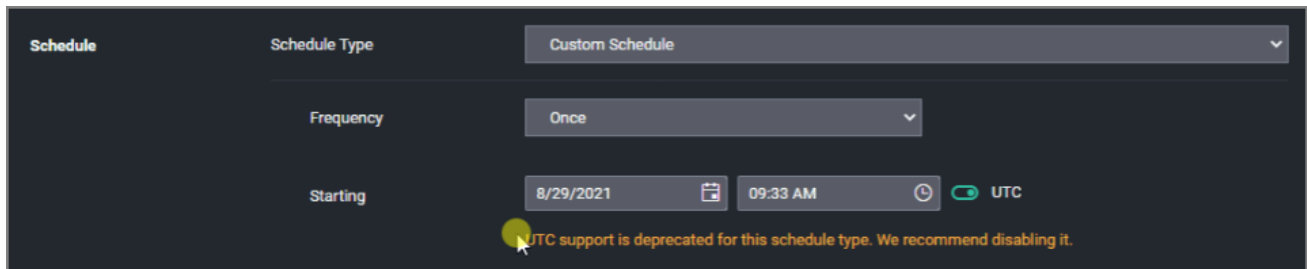 Schedule
Schedule Type
Custom Schedule
Frequency
Once
Starting
8/29/2021
09:33 AM
UTC
UTC support is deprecated for this schedule type. We recommend disabling it.